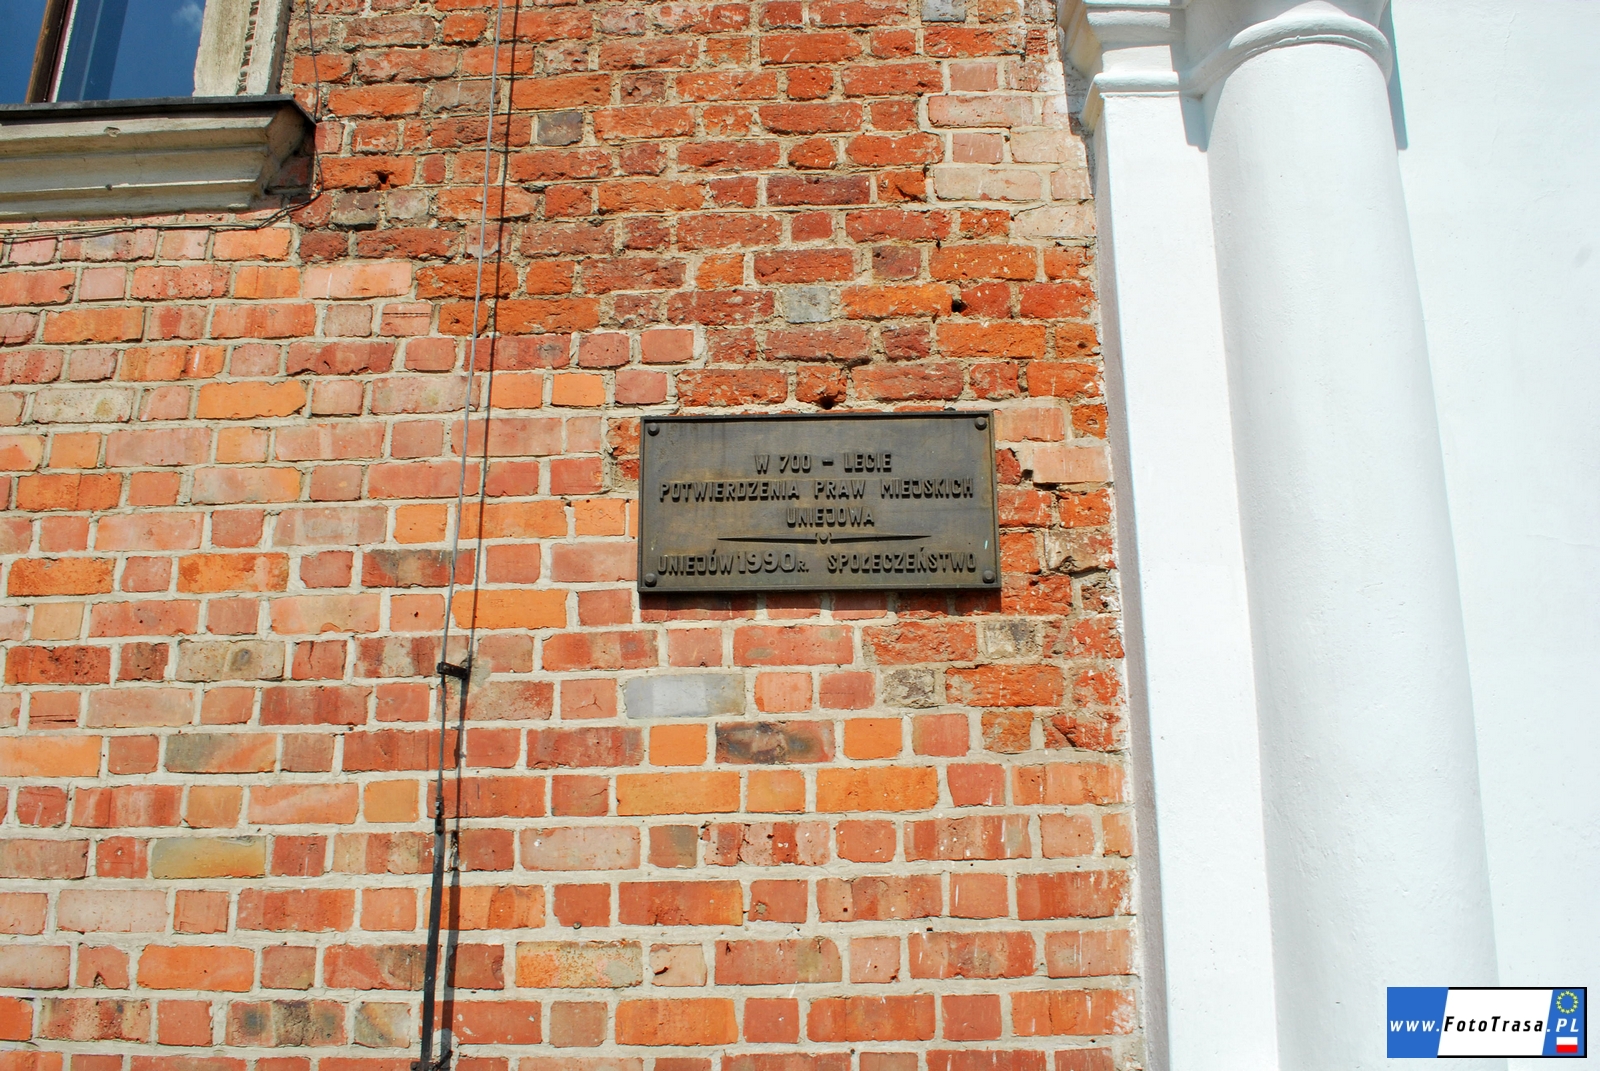 W 700 - LECIE
POTWIERDZENIA PRAW MIEJSKICH
UNIEJOWA
UNIEJÓW 1990 R. SPOŁECZEŃSTWO
www.FotoTrasa.PL